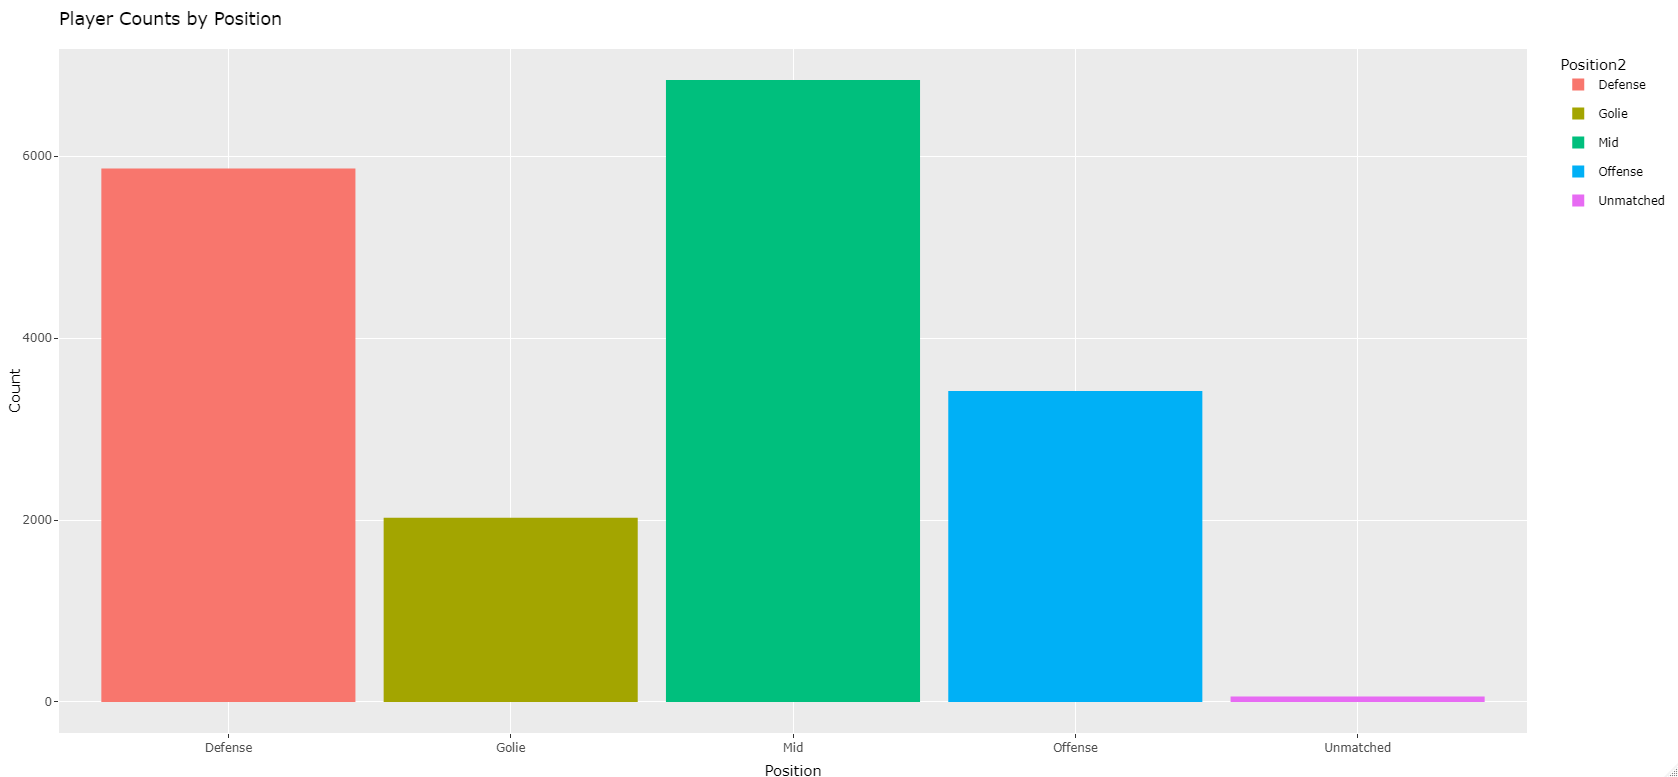 Player Counts by Position
Position2
Defense
Golie
Mid
Offense
Unmatched
6000
4000
2000
0
Count
Defense Golie Mid Offense Unmatched
Position